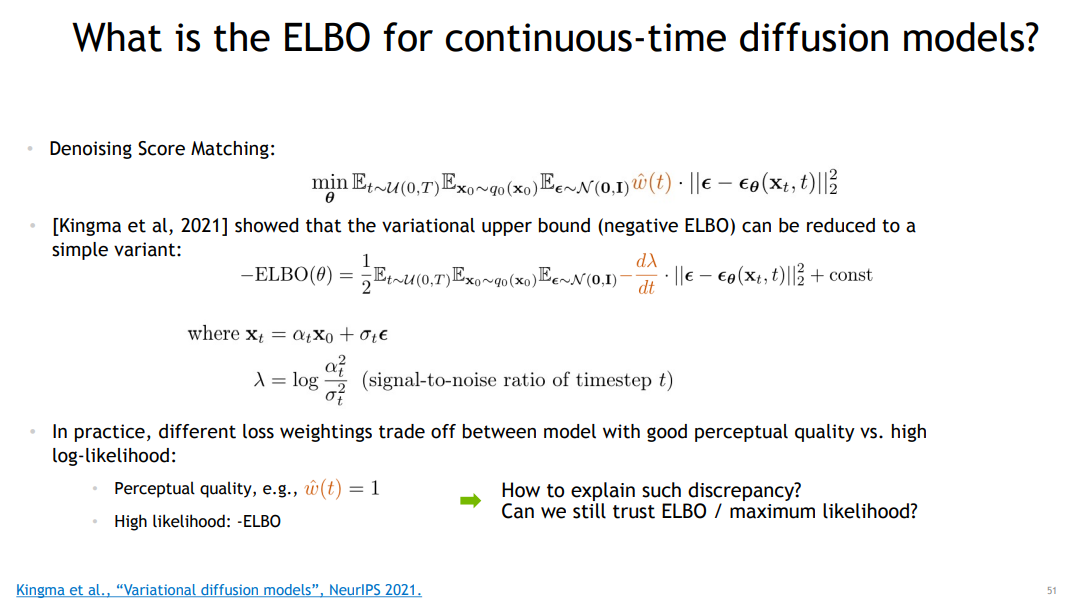 What is the ELBO for continuous-time diffusion models?
• Denoising Score Matching:
$\min_{\boldsymbol{\theta}} \mathbb{E}_{t\sim\mathcal{U}(0,T)}\mathbb{E}_{\mathbf{x}_0\sim q_0(\mathbf{x}_0)}\mathbb{E}_{\boldsymbol{\epsilon}\sim\mathcal{N}(\mathbf{0},\mathbf{I})}\hat{w}(t) \cdot ||\boldsymbol{\epsilon} - \boldsymbol{\epsilon}_{\boldsymbol{\theta}}(\mathbf{x}_t, t)||_2^2$
• [Kingma et al, 2021] showed that the variational upper bound (negative ELBO) can be reduced to a
simple variant:
$-\mathrm{ELBO}(\theta) = \frac{1}{2}\mathbb{E}_{t\sim\mathcal{U}(0,T)}\mathbb{E}_{\mathbf{x}_0\sim q_0(\mathbf{x}_0)}\mathbb{E}_{\boldsymbol{\epsilon}\sim\mathcal{N}(\mathbf{0},\mathbf{I})} -\frac{d\lambda}{dt} \cdot ||\boldsymbol{\epsilon} - \boldsymbol{\epsilon}_{\boldsymbol{\theta}}(\mathbf{x}_t, t)||_2^2 + \mathrm{const}$
where $\mathbf{x}_t = \alpha_t\mathbf{x}_0 + \sigma_t\boldsymbol{\epsilon}$
$\lambda = \log\frac{\alpha_t^2}{\sigma_t^2}$ (signal-to-noise ratio of timestep $t$)
• In practice, different loss weightings trade off between model with good perceptual quality vs. high
log-likelihood:
• Perceptual quality, e.g., $\hat{w}(t) = 1$
• High likelihood: -ELBO
How to explain such discrepancy?
Can we still trust ELBO / maximum likelihood?
Kingma et al., “Variational diffusion models”, NeurIPS 2021.
51